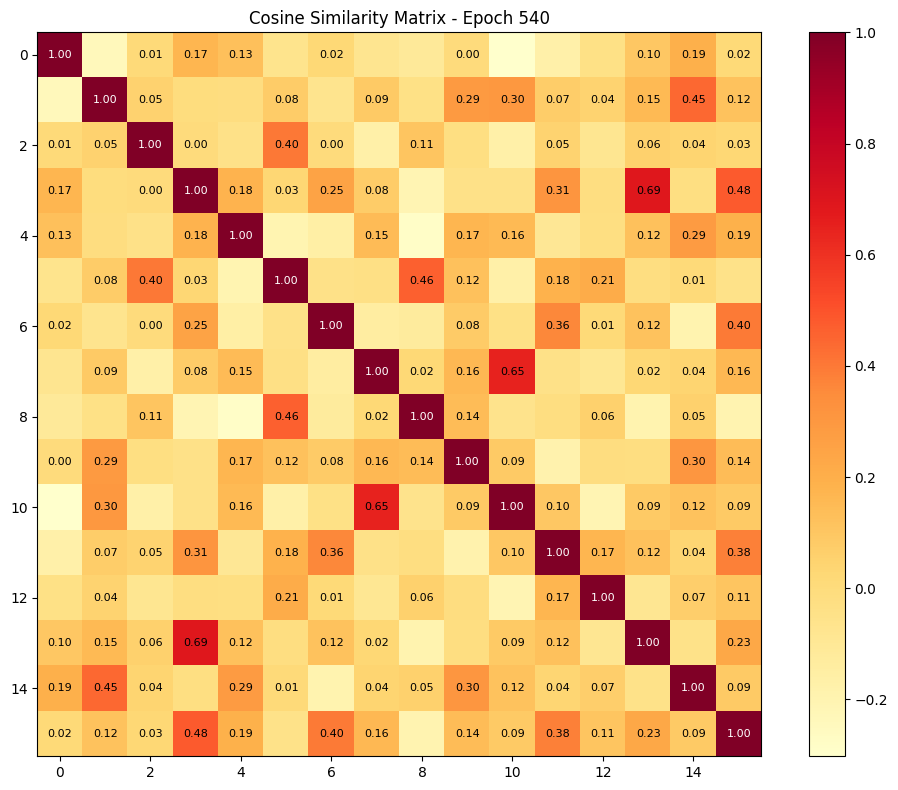 Cosine Similarity Matrix - Epoch 540
1.0
0 1.00 0.01 0.17 0.13 0.02 0.00 0.10 0.19 0.02
1.00 0.05 0.08 0.09 0.29 0.30 0.07 0.04 0.15 0.45 0.12
0.8
2 0.01 0.05 1.00 0.00 0.40 0.00 0.11 0.05 0.06 0.04 0.03
0.17 0.00 1.00 0.18 0.03 0.25 0.08 0.31 0.69 0.48
0.6
4 0.13 0.18 1.00 0.15 0.17 0.16 0.12 0.29 0.19
0.08 0.40 0.03 1.00 0.46 0.12 0.18 0.21 0.01
6 0.02 0.00 0.25 1.00 0.08 0.36 0.01 0.12 0.40
0.4
0.09 0.08 0.15 1.00 0.02 0.16 0.65 0.02 0.04 0.16
8 0.11 0.46 0.02 1.00 0.14 0.06 0.05
0.2
0.00 0.29 0.17 0.12 0.08 0.16 0.14 1.00 0.09 0.30 0.14
10 0.30 0.16 0.65 0.09 1.00 0.10 0.09 0.12 0.09
0.07 0.05 0.31 0.18 0.36 0.10 1.00 0.17 0.12 0.04 0.38
0.0
12 0.04 0.21 0.01 0.06 0.17 1.00 0.07 0.11
0.10 0.15 0.06 0.69 0.12 0.12 0.02 0.09 0.12 1.00 0.23
14 0.19 0.45 0.04 0.29 0.01 0.04 0.05 0.30 0.12 0.04 0.07 1.00 0.09
−0.2
0.02 0.12 0.03 0.48 0.19 0.40 0.16 0.14 0.09 0.38 0.11 0.23 0.09 1.00
0 2 4 6 8 10 12 14